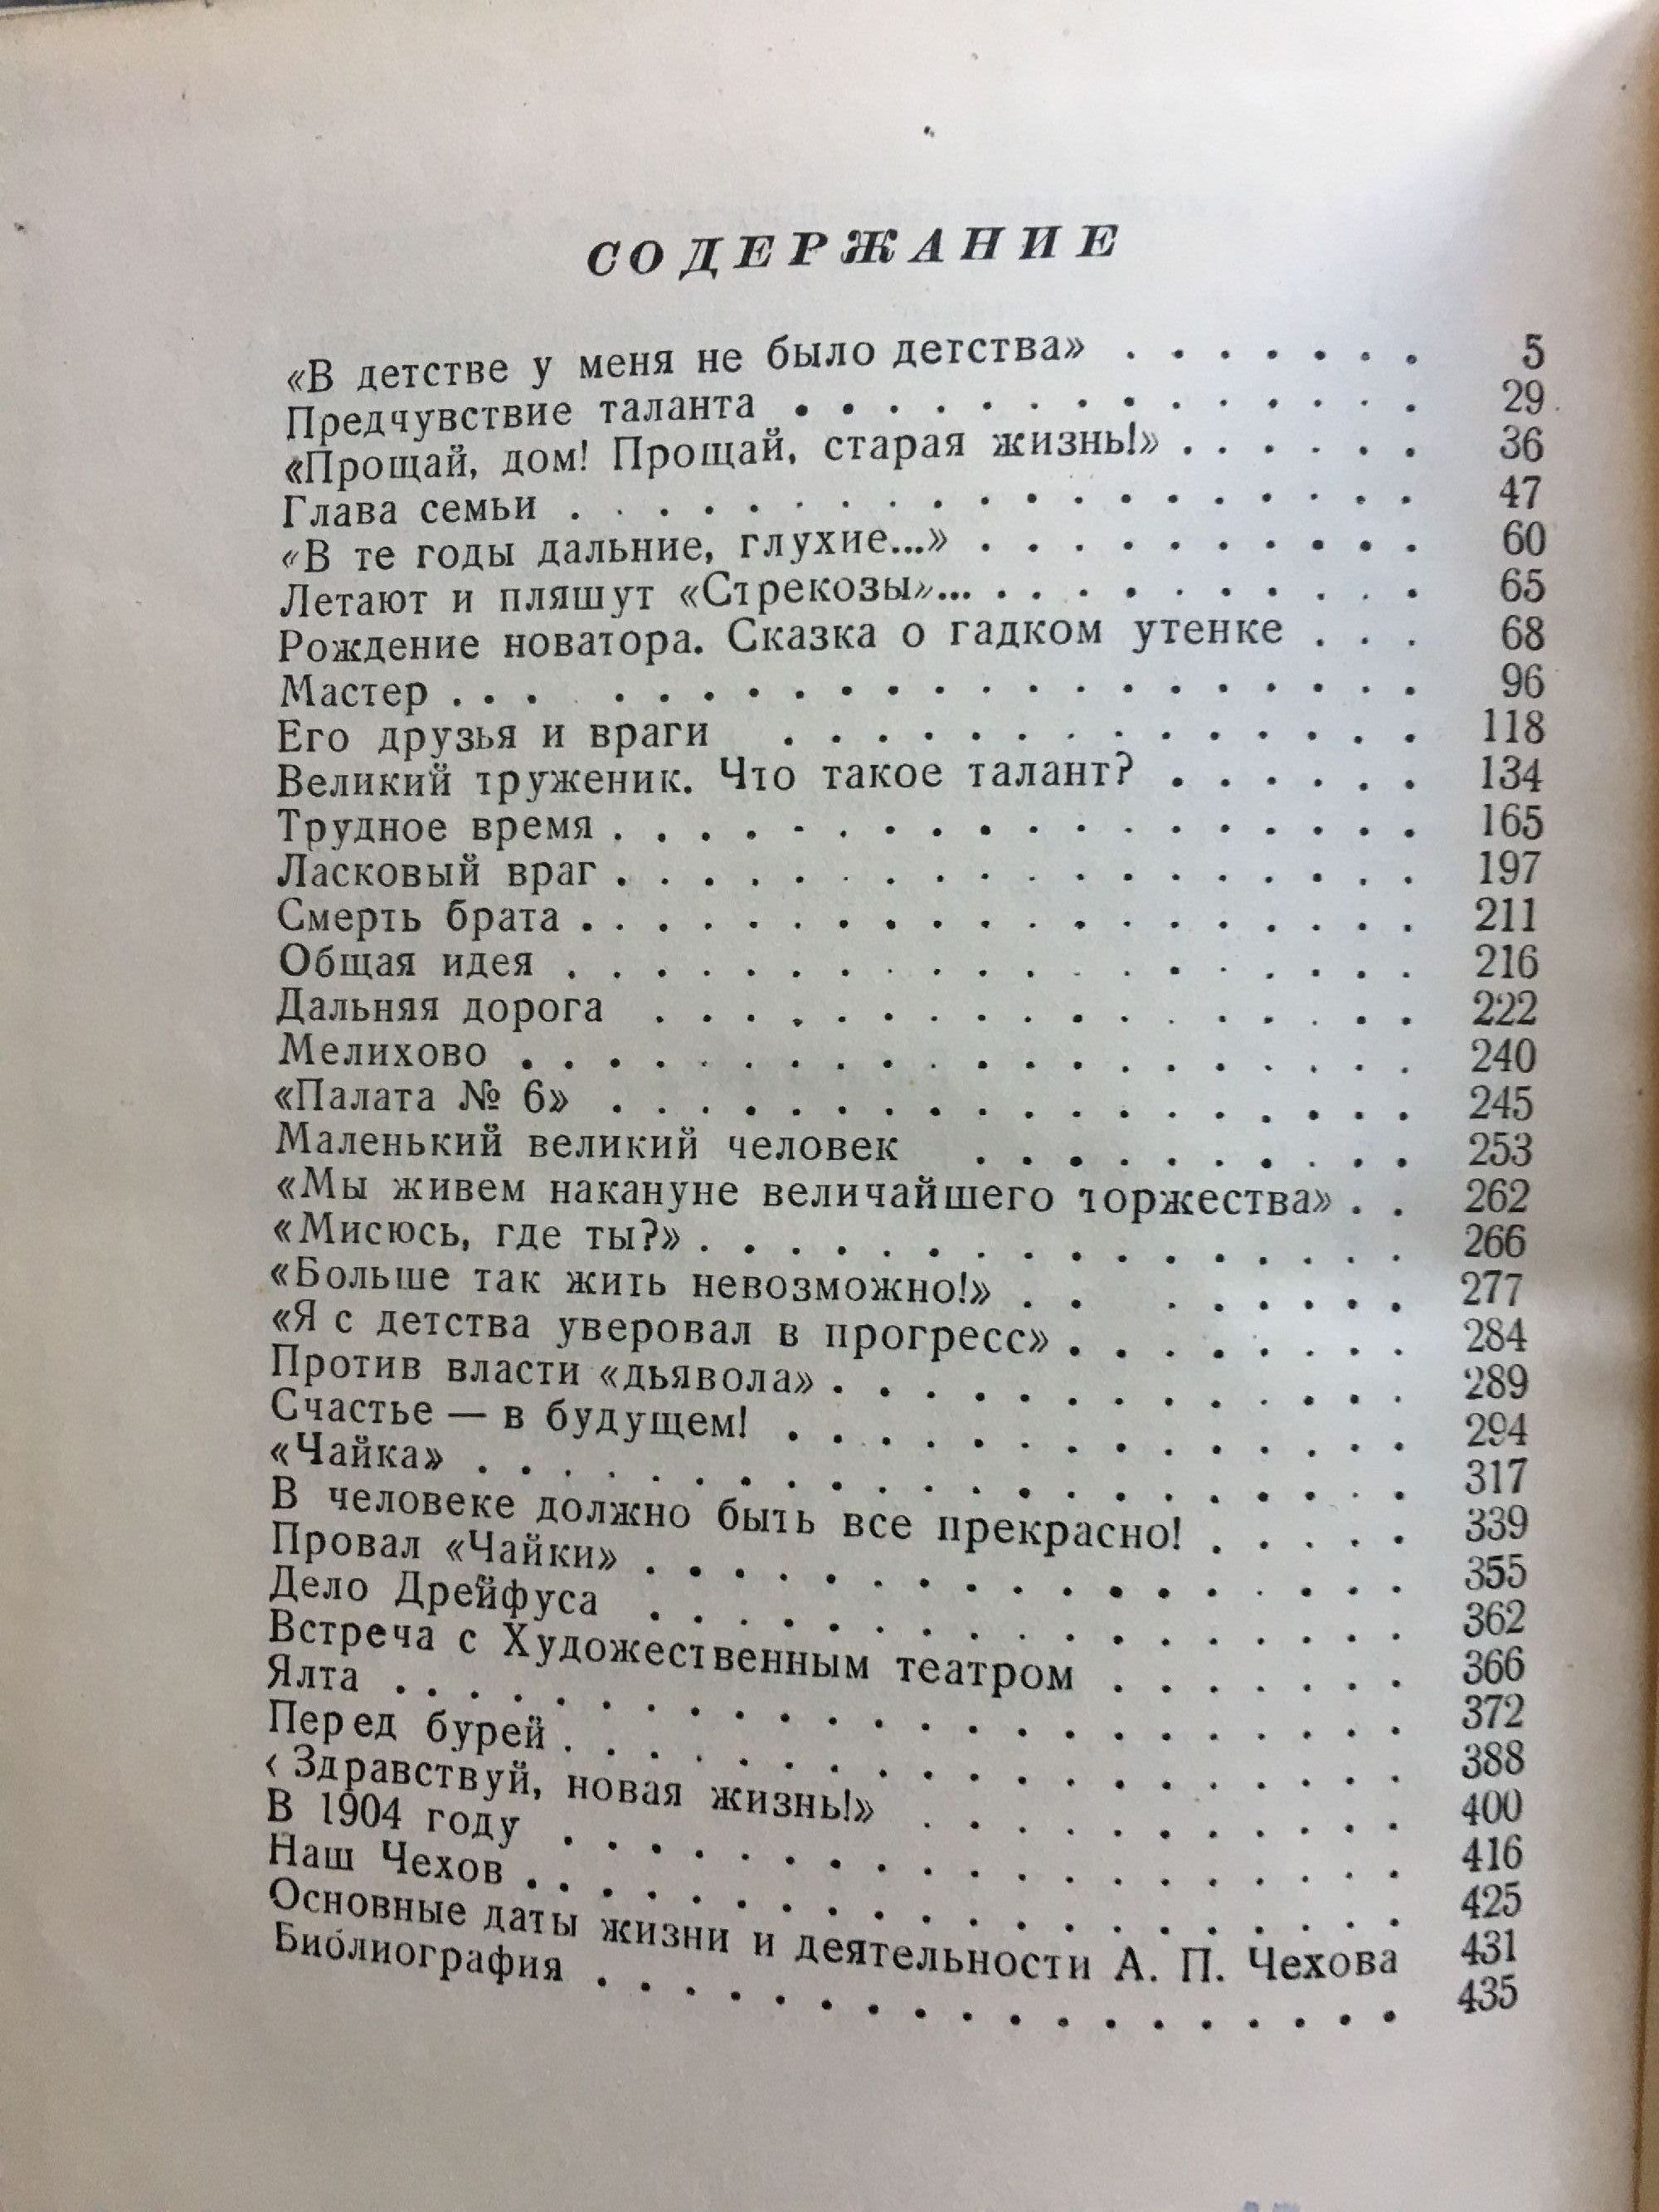 СОДЕРЖАНИЕ
«В детстве у меня не было детства» . . . . . . . 5
Предчувствие таланта . . . . . . . . . . . . . . 29
«Прощай, дом! Прощай, старая жизнь!» . . . . . . 36
Глава семьи . . . . . . . . . . . . . . . . . . . 47
«В те годы дальние, глухие...» . . . . . . . . . . 60
Летают и пляшут «Стрекозы»... . . . . . . . . . . 65
Рождение новатора. Сказка о гадком утенке . . . 68
Мастер . . . . . . . . . . . . . . . . . . . . . 96
Его друзья и враги . . . . . . . . . . . . . . 118
Великий труженик. Что такое талант? . . . . . . 134
Трудное время . . . . . . . . . . . . . . . . . . 165
Ласковый враг . . . . . . . . . . . . . . . . . . 197
Смерть брата . . . . . . . . . . . . . . . . . . . 211
Общая идея . . . . . . . . . . . . . . . . . . . 216
Дальняя дорога . . . . . . . . . . . . . . . . . 222
Мелихово . . . . . . . . . . . . . . . . . . . . 240
«Палата № 6» . . . . . . . . . . . . . . . . . . 245
Маленький великий человек . . . . . . . . . . 253
«Мы живем накануне величайшего торжества» . . 262
«Мисюсь, где ты?» . . . . . . . . . . . . . . . . 266
«Больше так жить невозможно!» . . . . . . . . 277
«Я с детства уверовал в прогресс» . . . . . . . . 284
Против власти «дьявола» . . . . . . . . . . . . . 289
Счастье — в будущем! . . . . . . . . . . . . . . 294
«Чайка» . . . . . . . . . . . . . . . . . . . . . 317
В человеке должно быть все прекрасно! . . . . . 339
Провал «Чайки» . . . . . . . . . . . . . . . . . 355
Дело Дрейфуса . . . . . . . . . . . . . . . . . 362
Встреча с Художественным театром . . . . . . . 366
Ялта . . . . . . . . . . . . . . . . . . . . . . 372
Перед бурей . . . . . . . . . . . . . . . . . . . 388
‹Здравствуй, новая жизнь!» . . . . . . . . . . . 400
В 1904 году . . . . . . . . . . . . . . . . . . . 416
Наш Чехов . . . . . . . . . . . . . . . . . . . . 425
Основные даты жизни и деятельности А. П. Чехова 431
Библиография . . . . . . . . . . . . . . . . . . 435